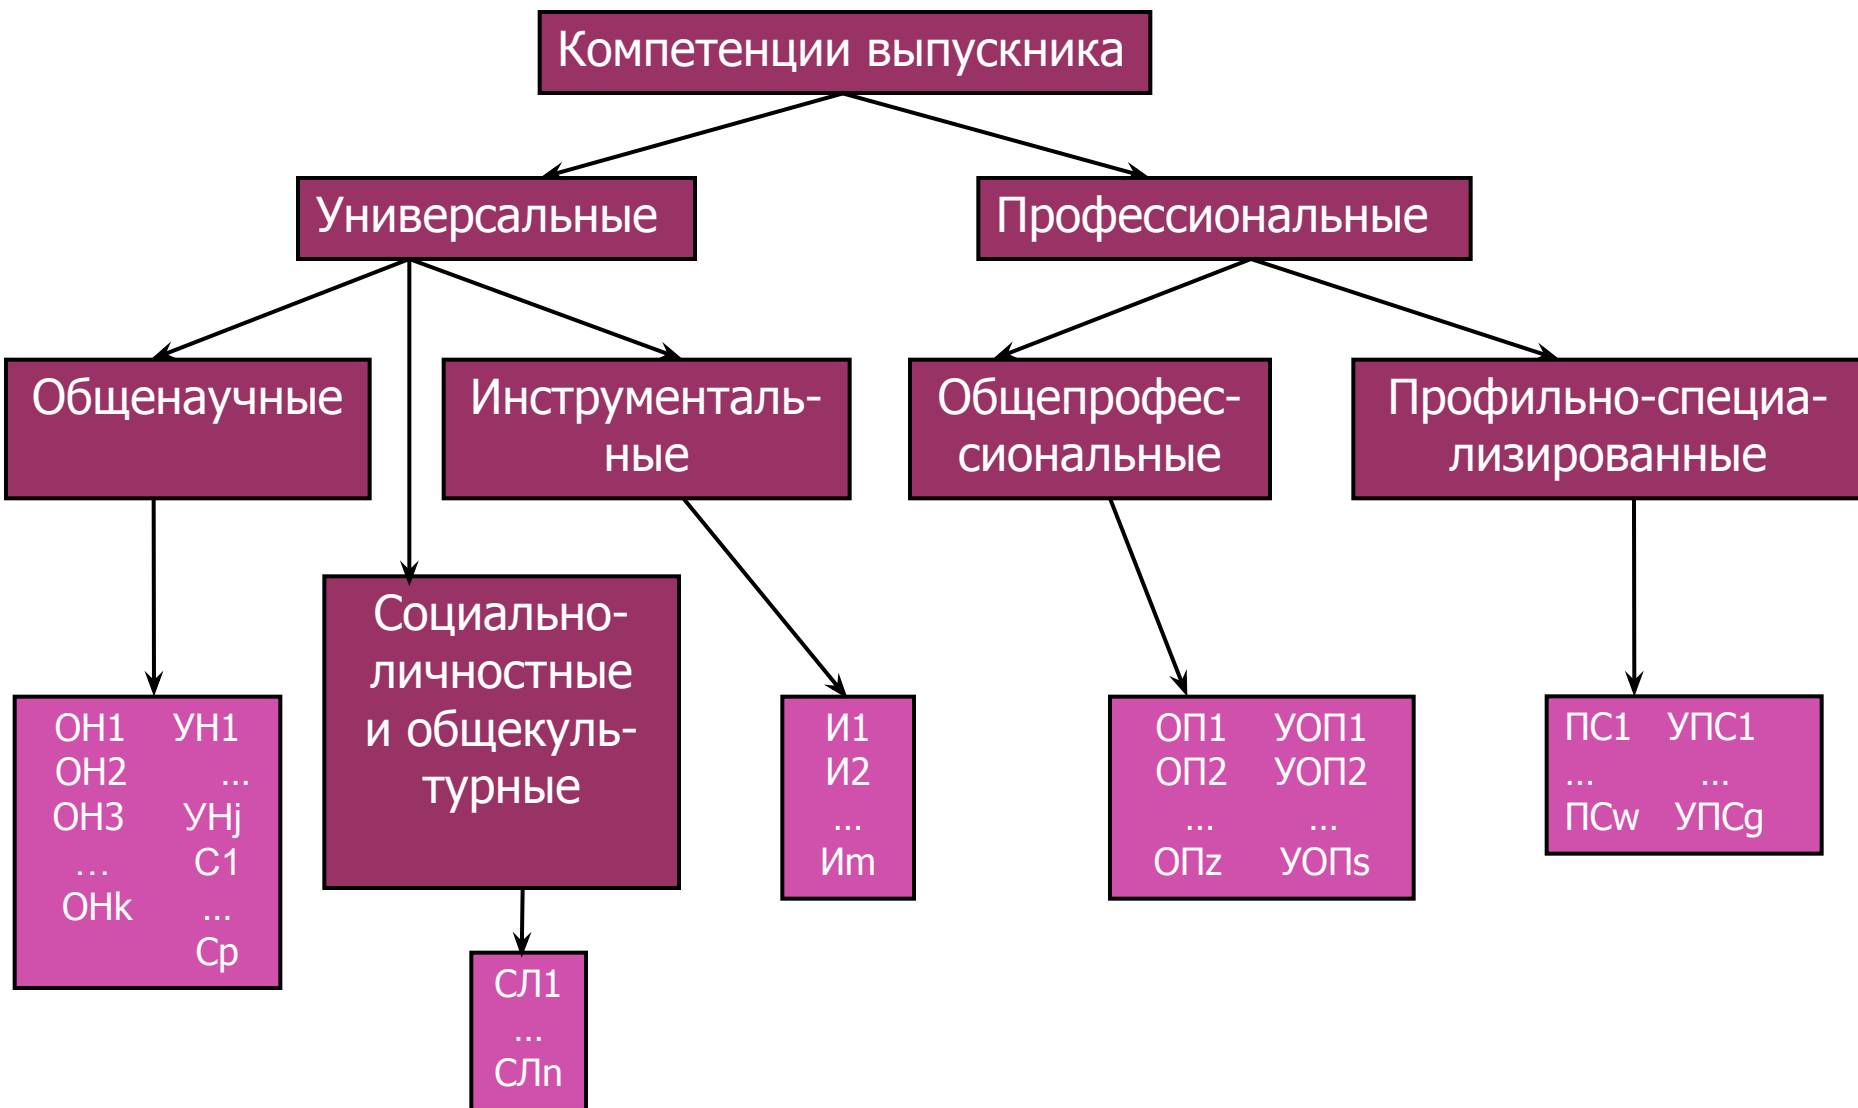 Компетенции выпускника
Универсальные
Профессиональные
Общенаучные
Инструменталь-
ные
Общепрофес-
сиональные
Профильно-специа-
лизированные
Социально-
личностные
и общекуль-
турные
ОН1 УН1
ОН2 ...
ОН3 УНj
... С1
ОНk ...
Ср
И1
И2
...
Иm
ОП1 УОП1
ОП2 УОП2
... ...
ОПz УОПs
ПС1 УПС1
... ...
ПСw УПСg
СЛ1
...
СЛn